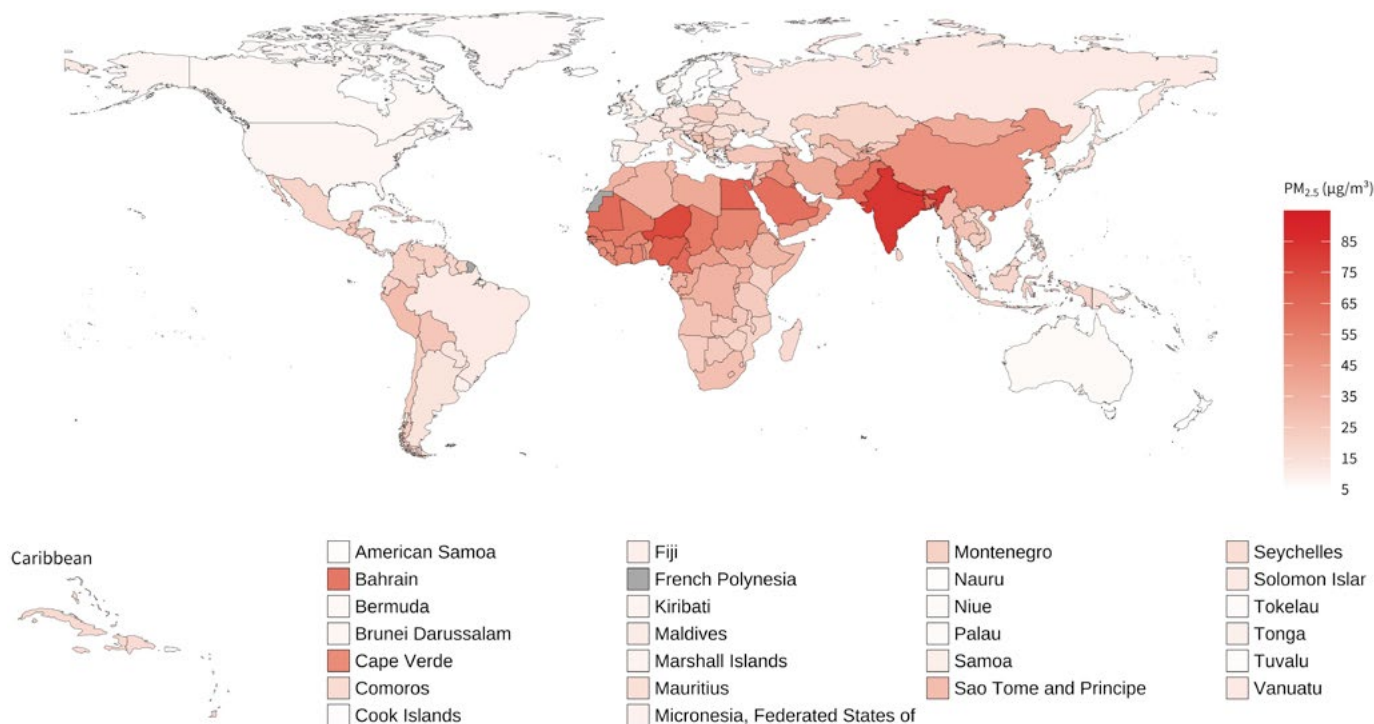 PM2.5 (µg/m³)
85
75
65
55
45
35
25
15
5
Caribbean
American Samoa
Bahrain
Bermuda
Brunei Darussalam
Cape Verde
Comoros
Cook Islands
Fiji
French Polynesia
Kiribati
Maldives
Marshall Islands
Mauritius
Micronesia, Federated States of
Montenegro
Nauru
Niue
Palau
Samoa
Sao Tome and Principe
Seychelles
Solomon Islar
Tokelau
Tonga
Tuvalu
Vanuatu